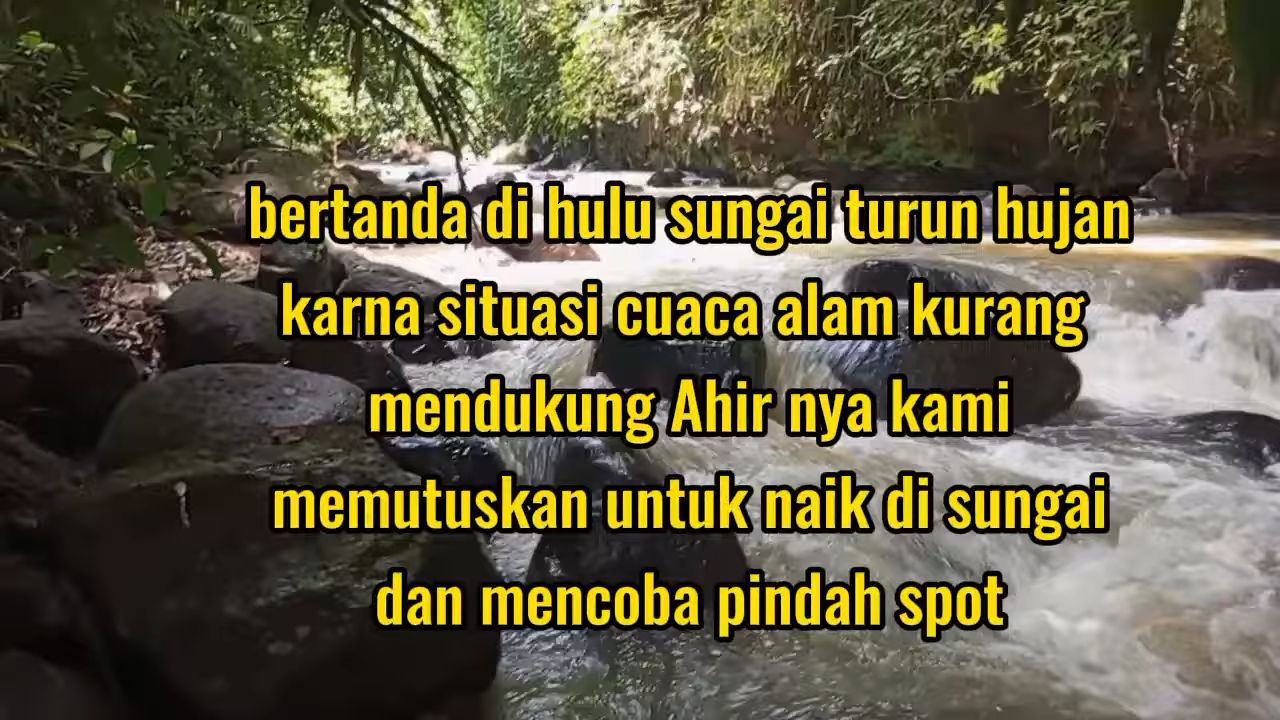 bertanda di hulu sungai turun hujan
karna situasi cuaca alam kurang
mendukung Ahir nya kami
memutuskan untuk naik di sungai
dan mencoba pindah spot